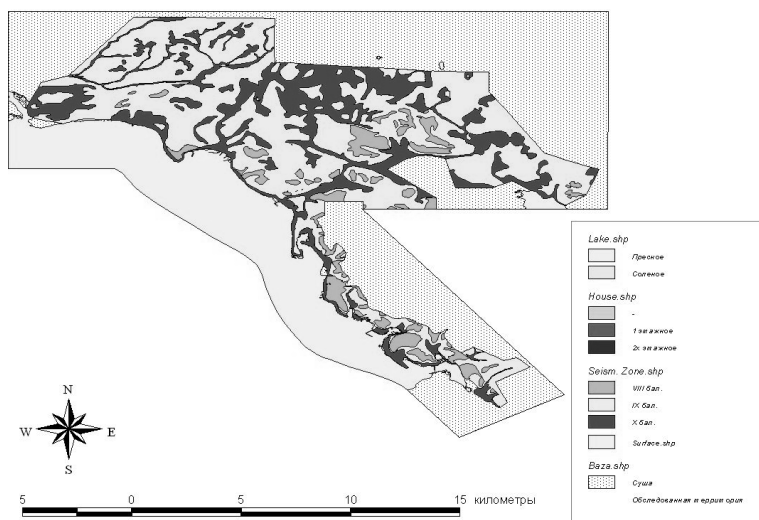 Lake.shp
Пресное
Соленое
House.shp
-
1 этажное
2х этажное
Seism. Zone.shp
VIII бал.
IX бал.
X бал.
Surface.shp
Baza.shp
Суша
Обследованная территория
N
W E
S
5 0 5 10 15 километры